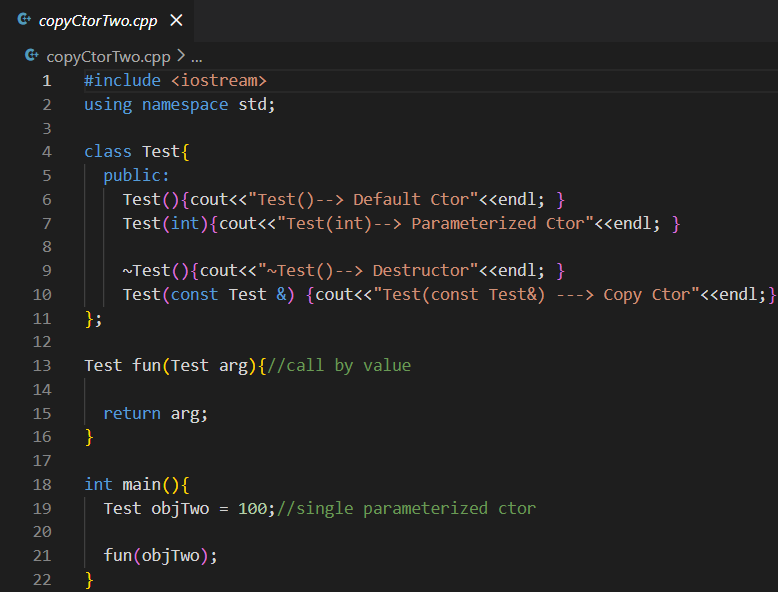 copyCtorTwo.cpp ×
copyCtorTwo.cpp > ...
1 #include <iostream>
2 using namespace std;
3
4 class Test{
5 public:
6 Test(){cout<<"Test()--> Default Ctor"<<endl; }
7 Test(int){cout<<"Test(int)--> Parameterized Ctor"<<endl; }
8
9 ~Test(){cout<<"~Test()--> Destructor"<<endl; }
10 Test(const Test &) {cout<<"Test(const Test&) ---> Copy Ctor"<<endl;}
11 };
12
13 Test fun(Test arg){//call by value
14
15 return arg;
16 }
17
18 int main(){
19 Test objTwo = 100;//single parameterized ctor
20
21 fun(objTwo);
22 }